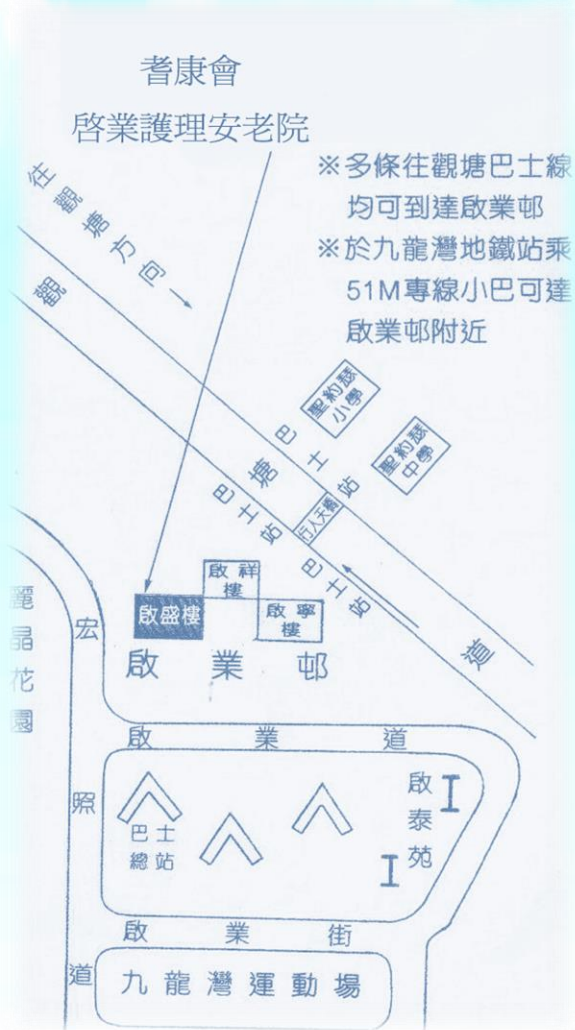 耆康會
啓業護理安老院
※多條往觀塘巴士線
均可到達啟業邨
※於九龍灣地鐵站乘
51M專線小巴可達
啟業邨附近
往觀塘方向→
觀塘道
聖約瑟
小學
聖約瑟
中學
巴士站
行人天橋
巴士站
巴士站
啟祥
樓
啟盛樓
啟寧
樓
啟業邨
麗晶花園
宏照道
啟業道
巴士
總站
啟泰苑
啟業街
九龍灣運動場